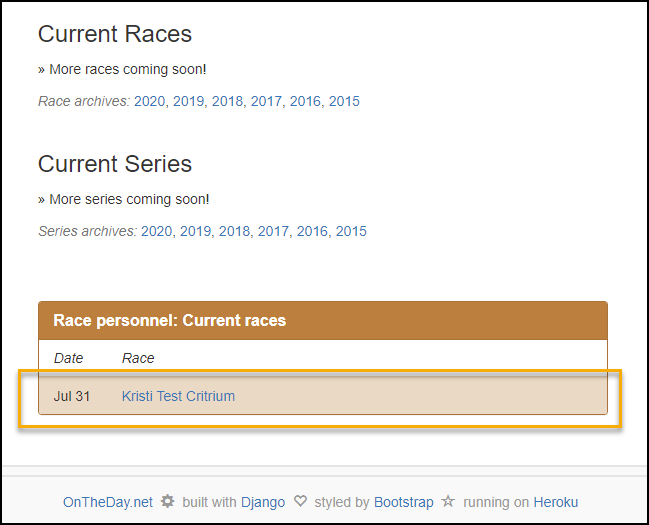 Current Races
» More races coming soon!
Race archives: 2020, 2019, 2018, 2017, 2016, 2015
Current Series
» More series coming soon!
Series archives: 2020, 2019, 2018, 2017, 2016, 2015
Race personnel: Current races
Date Race
Jul 31 Kristi Test Critrium
OnTheDay.net built with Django styled by Bootstrap running on Heroku